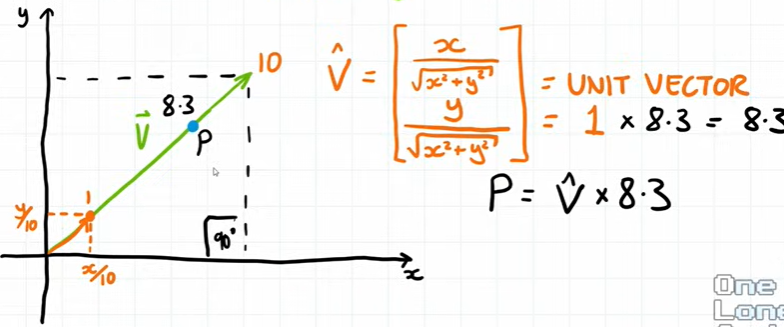 y
10
8.3
V
P
1
y/10
x/10
90°
x
V̂ = [ x / √(x² + y²) ] = UNIT VECTOR
[ y / √(x² + y²) ] = 1 × 8.3 = 8.3
P = V̂ × 8.3
One
Lone